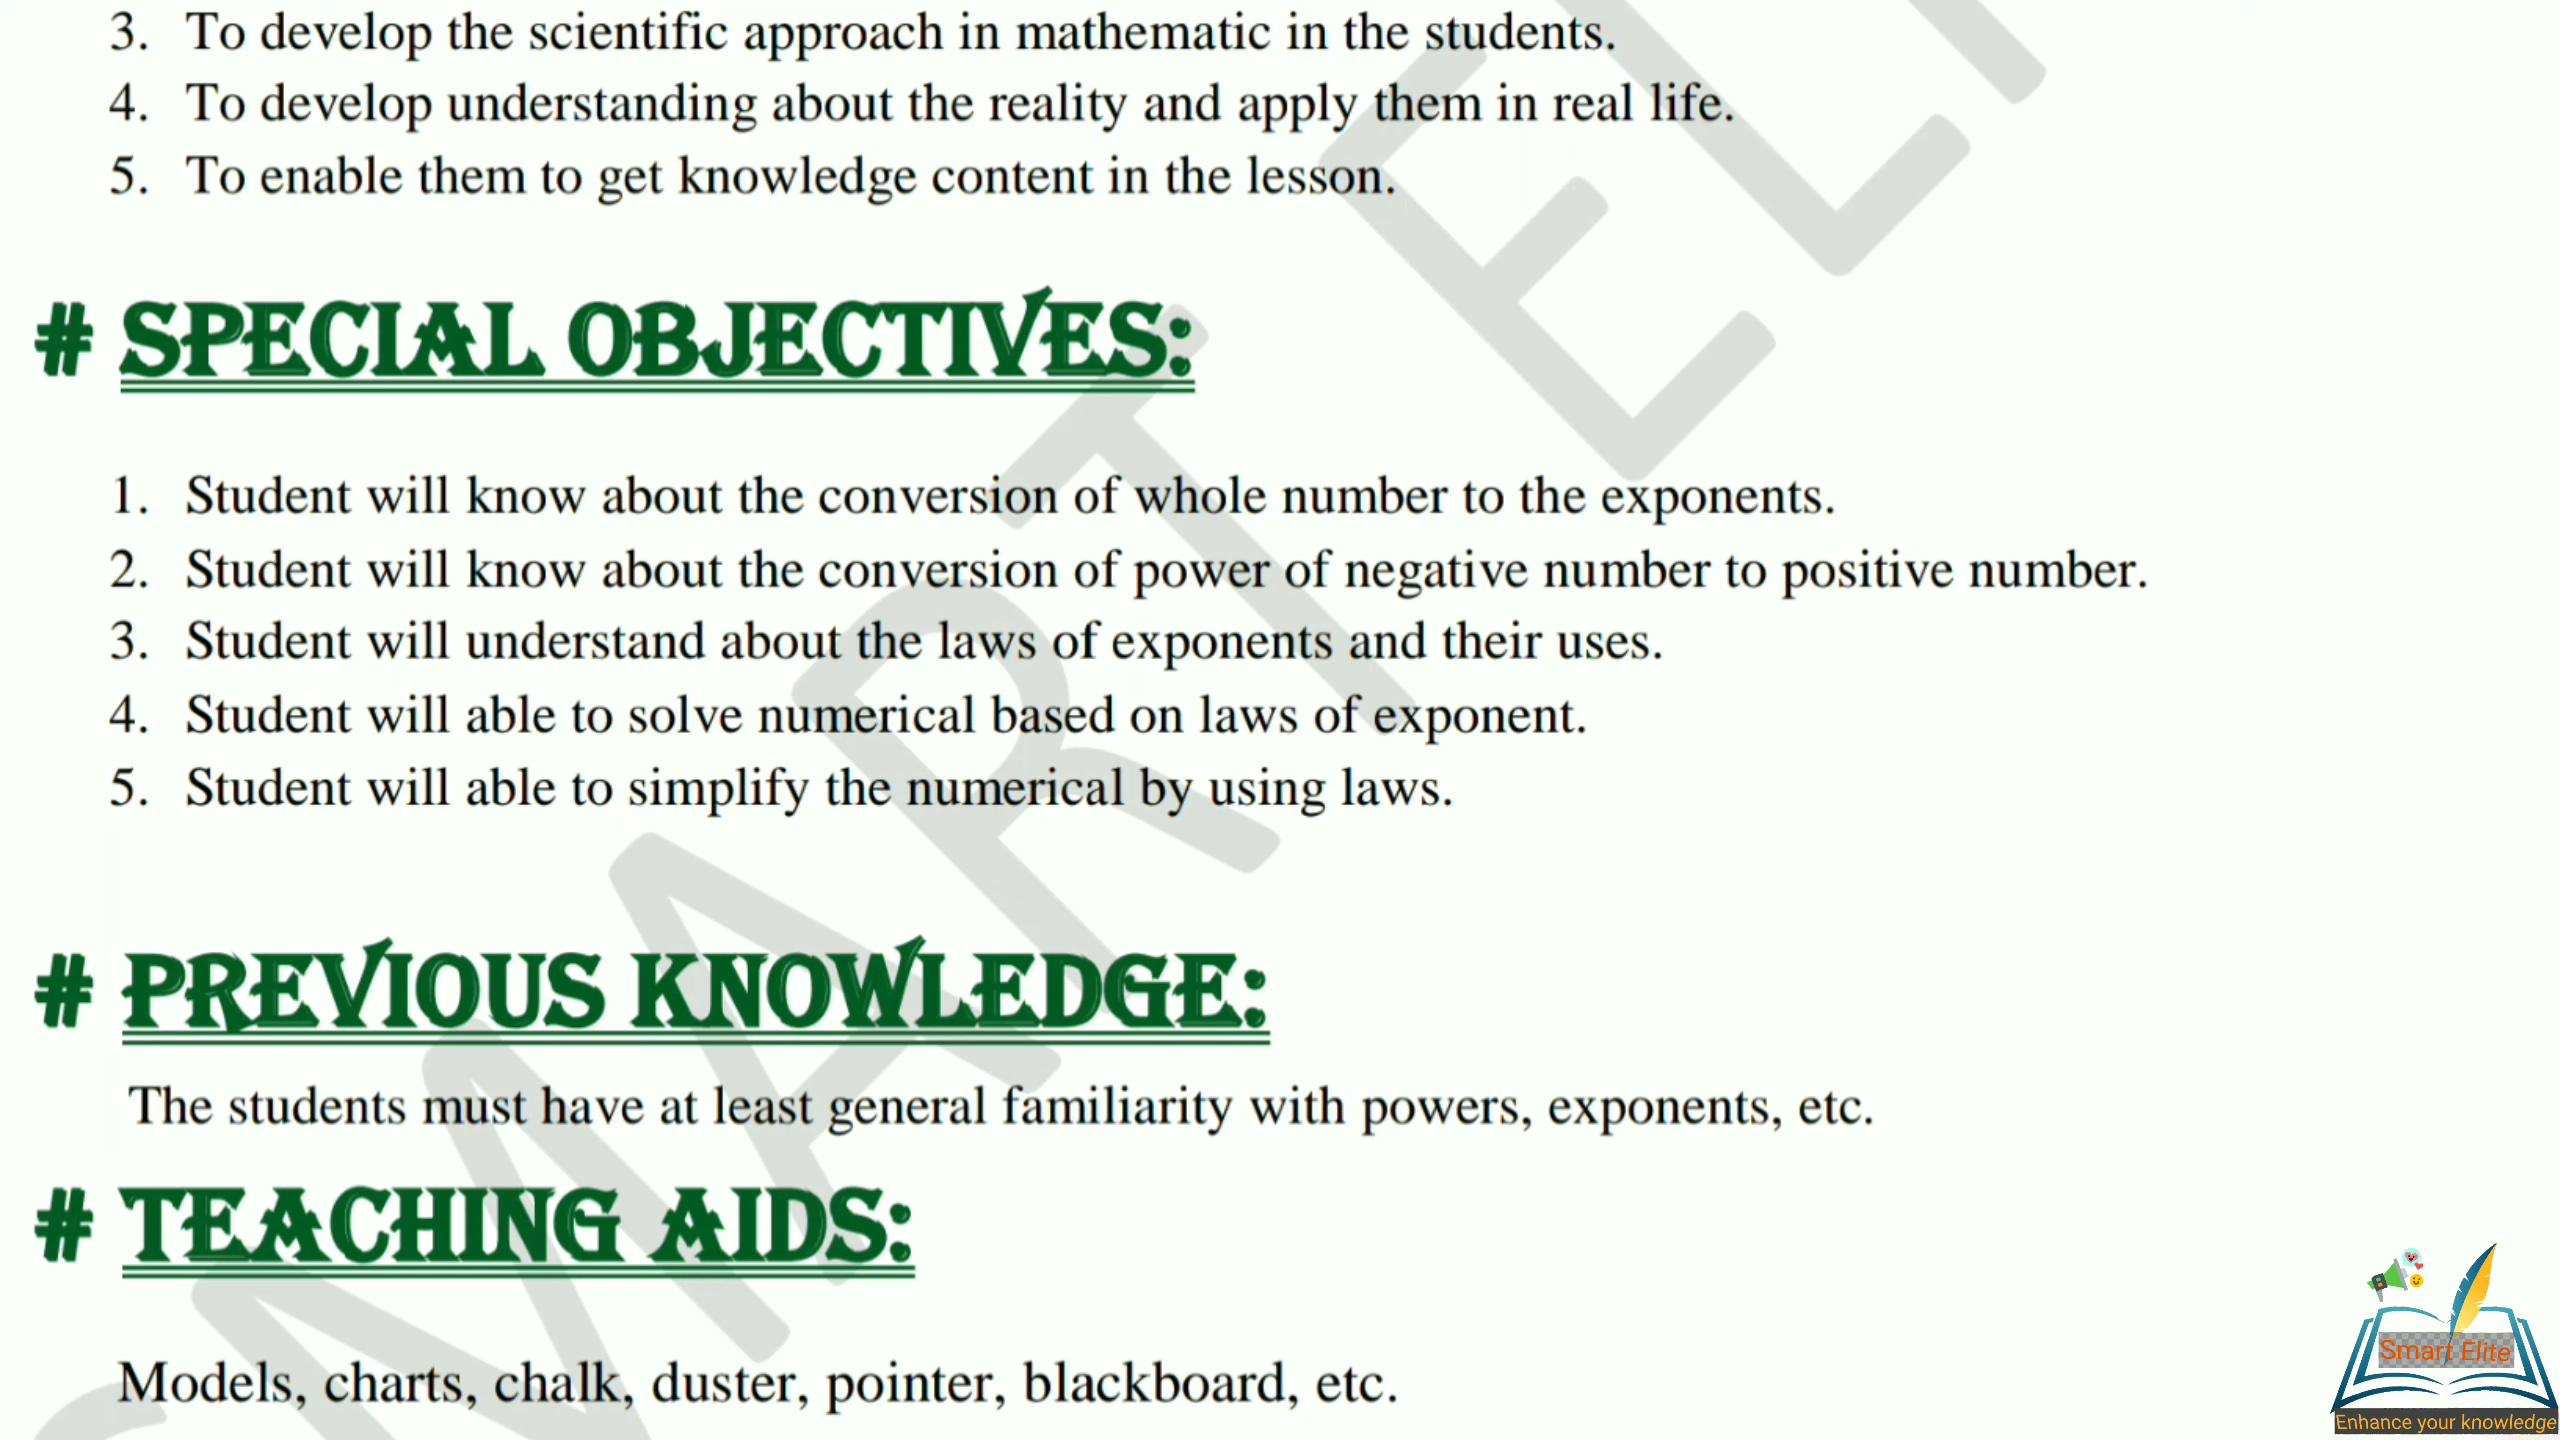 3. To develop the scientific approach in mathematic in the students.
4. To develop understanding about the reality and apply them in real life.
5. To enable them to get knowledge content in the lesson.
# SPECIAL OBJECTIVES:
1. Student will know about the conversion of whole number to the exponents.
2. Student will know about the conversion of power of negative number to positive number.
3. Student will understand about the laws of exponents and their uses.
4. Student will able to solve numerical based on laws of exponent.
5. Student will able to simplify the numerical by using laws.
# PREVIOUS KNOWLEDGE:
The students must have at least general familiarity with powers, exponents, etc.
# TEACHING AIDS:
Models, charts, chalk, duster, pointer, blackboard, etc.
Smart Elite
Enhance your knowledge